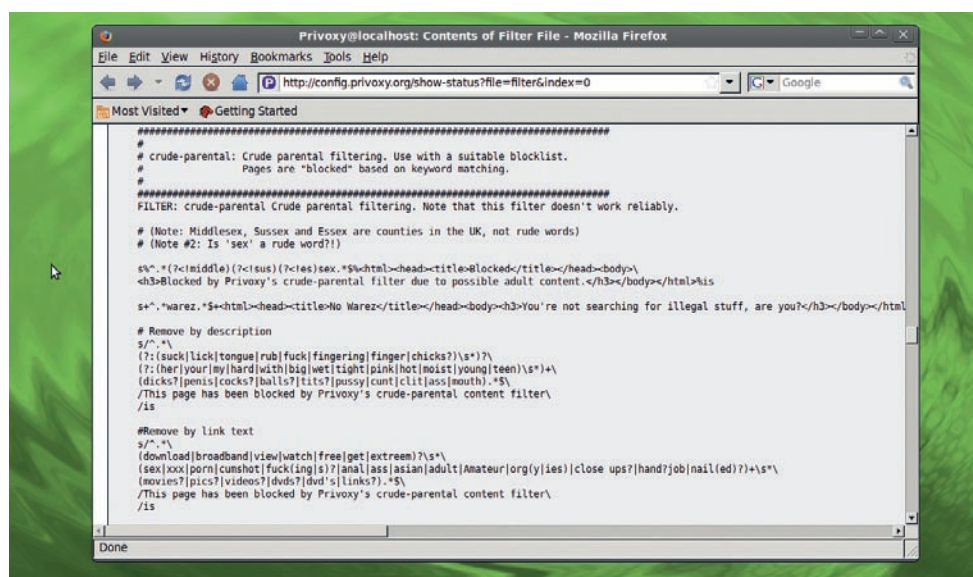 Privoxy@localhost: Contents of Filter File - Mozilla Firefox
File Edit View History Bookmarks Tools Help
P http://config.privoxy.org/show-status?file=filter&index=0 G Google
Most Visited Getting Started
################################################################################
#
# crude-parental: Crude parental filtering. Use with a suitable blocklist.
# Pages are "blocked" based on keyword matching.
#
################################################################################
FILTER: crude-parental Crude parental filtering. Note that this filter doesn't work reliably.
# (Note: Middlesex, Sussex and Essex are counties in the UK, not rude words)
# (Note #2: Is 'sex' a rude word?!)
s%^.*(?<!middle)(?<!sus)(?<!es)sex.*$%<html><head><title>Blocked</title></head><body>\
<h3>Blocked by Privoxy's crude-parental filter due to possible adult content.</h3></body></html>%is
s+^.*warez.*$+<html><head><title>No Warez</title></head><body><h3>You're not searching for illegal stuff, are you?</h3></body></html
# Remove by description
s/^.*\
(?:(suck|lick|tongue|rub|fuck|fingering|finger|chicks?)\s*)?\
(?:(her|your|my|hard|with|big|wet|tight|pink|hot|moist|young|teen)\s*)+\
(dicks?|penis|cocks?|balls?|tits?|pussy|cunt|clit|ass|mouth).*$\
/This page has been blocked by Privoxy's crude-parental content filter\
/is
#Remove by link text
s/^.*\
(download|broadband|view|watch|free|get|extreem)?\s*\
(sex|xxx|porn|cumshot|fuck(ing|s)?|anal|ass|asian|adult|Amateur|org(y|ies)|close ups?|hand?job|nail(ed)?)+\s*\
(movies?|pics?|videos?|dvds?|dvd's|links?).*$\
/This page has been blocked by Privoxy's crude-parental content filter\
/is
Done